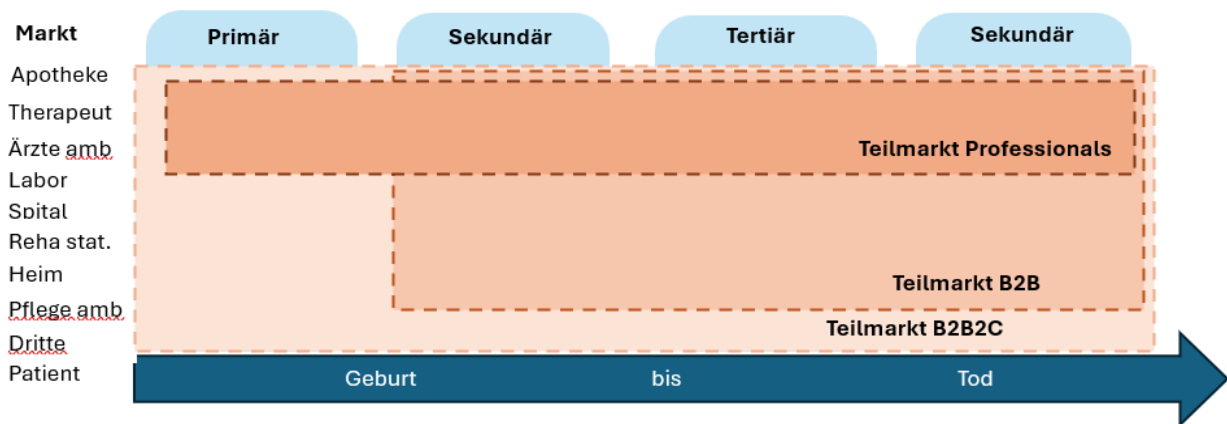 Markt Primär Sekundär Tertiär Sekundär
Apotheke
Therapeut
Ärzte amb Teilmarkt Professionals
Labor
Spital
Reha stat.
Heim Teilmarkt B2B
Pflege amb
Teilmarkt B2B2C
Dritte
Patient Geburt bis Tod